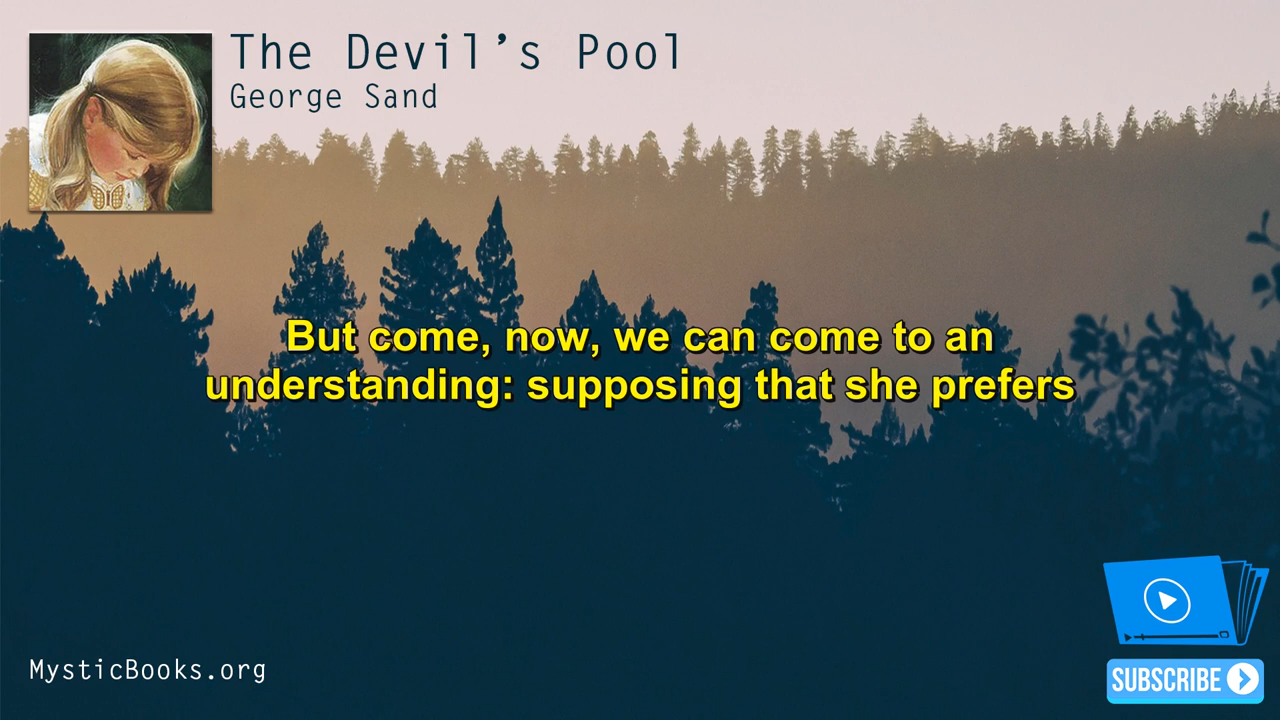 The Devil’s Pool
George Sand
But come, now, we can come to an
understanding: supposing that she prefers
MysticBooks.org
SUBSCRIBE